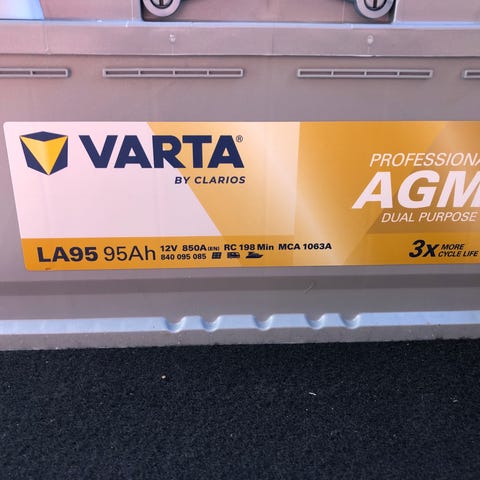 VARTA®
BY CLARIOS
PROFESSIONA
AGM
DUAL PURPOSE
LA95 95Ah 12V 850A (EN) RC 198 Min MCA 1063A
840 095 085
3x MORE
CYCLE LIFE